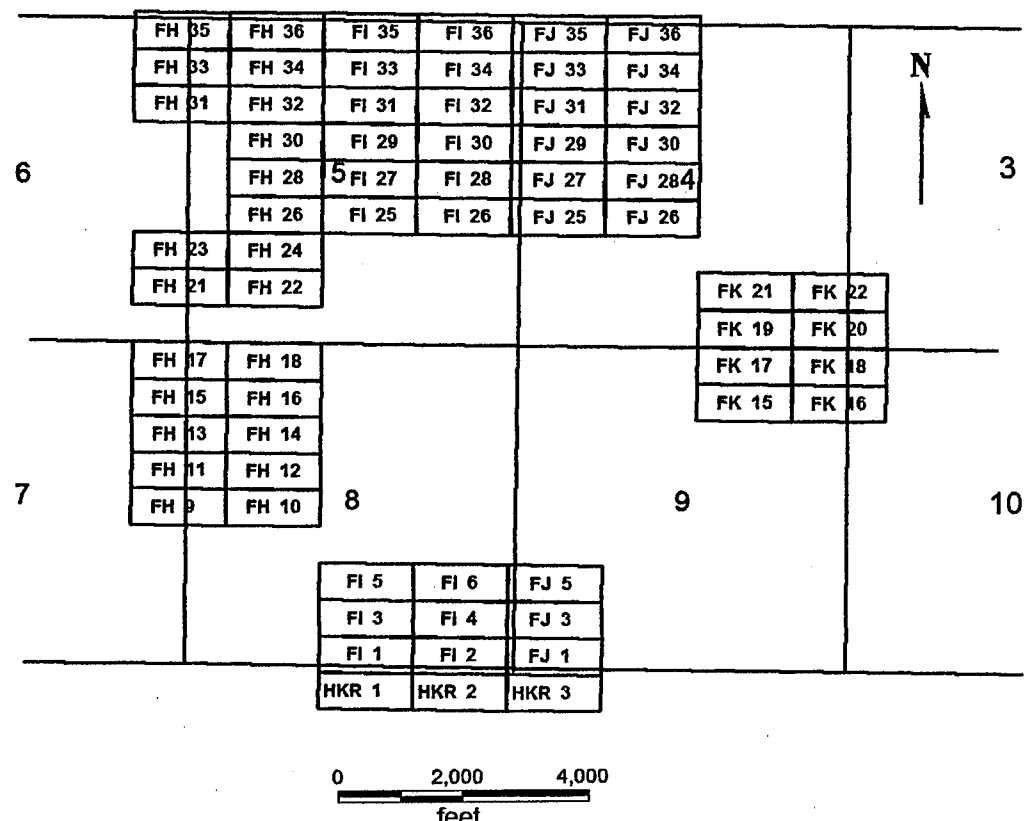 FH 35 FH 36 FI 35 FI 36 FJ 35 FJ 36
FH 33 FH 34 FI 33 FI 34 FJ 33 FJ 34
N
FH 31 FH 32 FI 31 FI 32 FJ 31 FJ 32
FH 30 FI 29 FI 30 FJ 29 FJ 30
6 FH 28 5 FI 27 FI 28 FJ 27 FJ 28 4 3
FH 26 FI 25 FI 26 FJ 25 FJ 26
FH 23 FH 24
FH 21 FH 22 FK 21 FK 22
FK 19 FK 20
FH 17 FH 18 FK 17 FK 18
FH 15 FH 16 FK 15 FK 16
FH 13 FH 14
FH 11 FH 12
7 FH 9 FH 10 8 9 10
FI 5 FI 6 FJ 5
FI 3 FI 4 FJ 3
FI 1 FI 2 FJ 1
HKR 1 HKR 2 HKR 3
0 2,000 4,000
feet